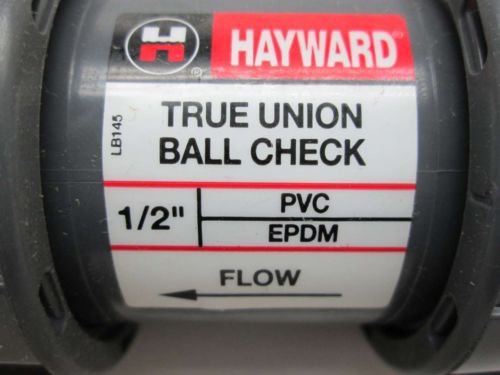 H ® HAYWARD
LB145
TRUE UNION
BALL CHECK
1/2" PVC
EPDM
FLOW